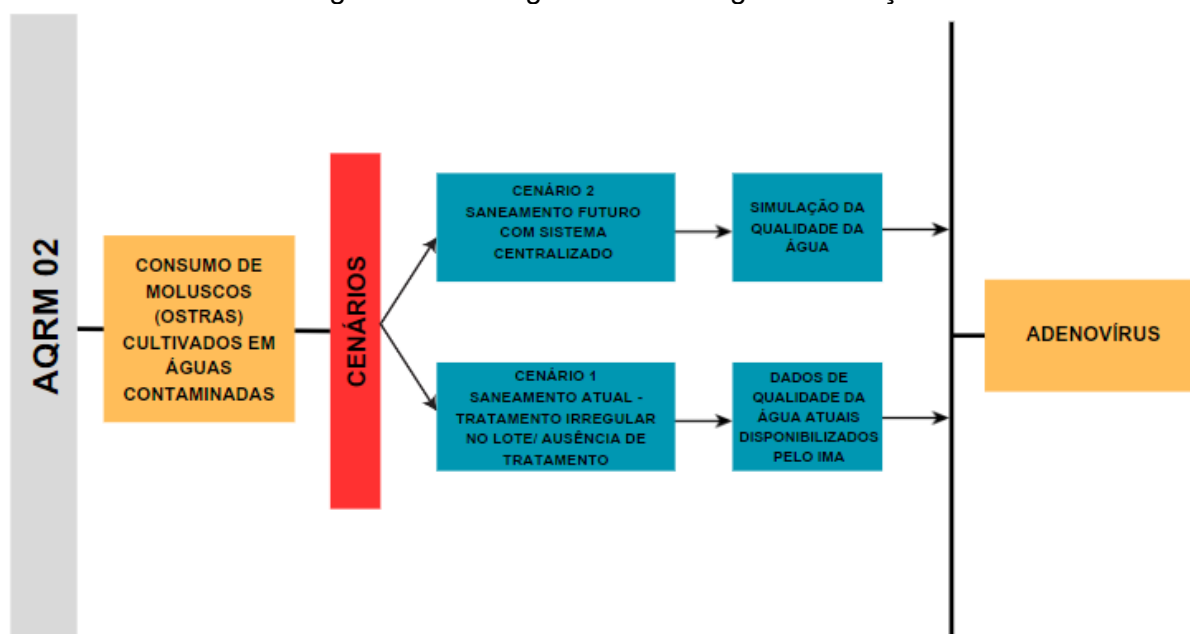 AQRM 02
CONSUMO DE
MOLUSCOS
(OSTRAS)
CULTIVADOS EM
ÁGUAS
CONTAMINADAS
CENÁRIOS
CENÁRIO 2
SANEAMENTO FUTURO
COM SISTEMA
CENTRALIZADO
SIMULAÇÃO DA
QUALIDADE DA
ÁGUA
CENÁRIO 1
SANEAMENTO ATUAL -
TRATAMENTO IRREGULAR
NO LOTE/ AUSÊNCIA DE
TRATAMENTO
DADOS DE
QUALIDADE DA
ÁGUA ATUAIS
DISPONIBILIZADOS
PELO IMA
ADENOVÍRUS